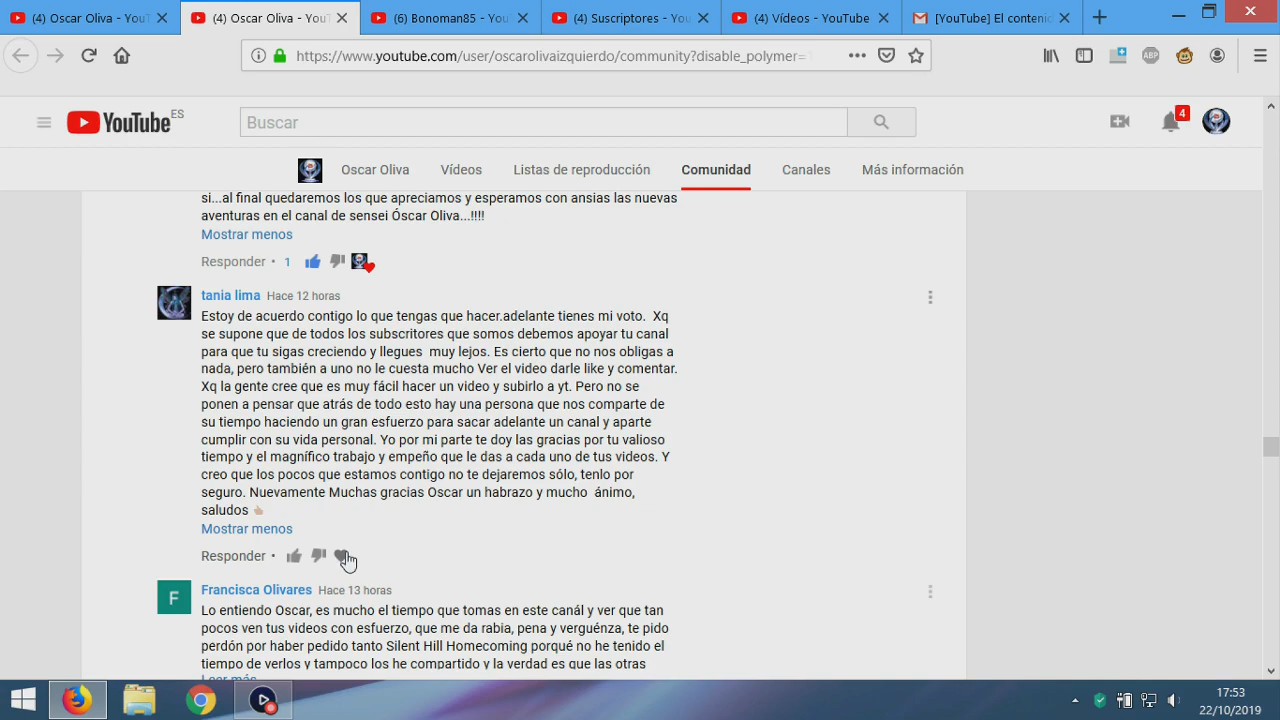 (4) Oscar Oliva - YouT
(4) Oscar Oliva - YouT
(6) Bonoman85 - You
(4) Suscriptores - You
(4) Vídeos - YouTube
[YouTube] El conteni
https://www.youtube.com/user/oscarolivaizquierdo/community?disable_polymer=
ABP
YouTube ES
Buscar
4
Oscar Oliva
Vídeos
Listas de reproducción
Comunidad
Canales
Más información
si...al final quedaremos los que apreciamos y esperamos con ansias las nuevas
aventuras en el canal de sensei Óscar Oliva...!!!!
Mostrar menos
Responder • 1
tania lima Hace 12 horas
Estoy de acuerdo contigo lo que tengas que hacer.adelante tienes mi voto. Xq
se supone que de todos los subscritores que somos debemos apoyar tu canal
para que tu sigas creciendo y llegues muy lejos. Es cierto que no nos obligas a
nada, pero también a uno no le cuesta mucho Ver el video darle like y comentar.
Xq la gente cree que es muy fácil hacer un video y subirlo a yt. Pero no se
ponen a pensar que atrás de todo esto hay una persona que nos comparte de
su tiempo haciendo un gran esfuerzo para sacar adelante un canal y aparte
cumplir con su vida personal. Yo por mi parte te doy las gracias por tu valioso
tiempo y el magnífico trabajo y empeño que le das a cada uno de tus videos. Y
creo que los pocos que estamos contigo no te dejaremos sólo, tenlo por
seguro. Nuevamente Muchas gracias Oscar un habrazo y mucho ánimo,
saludos
Mostrar menos
Responder •
F
Francisca Olivares Hace 13 horas
Lo entiendo Oscar, es mucho el tiempo que tomas en este canál y ver que tan
pocos ven tus videos con esfuerzo, que me da rabia, pena y verguénza, te pido
perdón por haber pedido tanto Silent Hill Homecoming porqué no he tenido el
tiempo de verlos y tampoco los he compartido y la verdad es que las otras
Leer más
17:53
22/10/2019